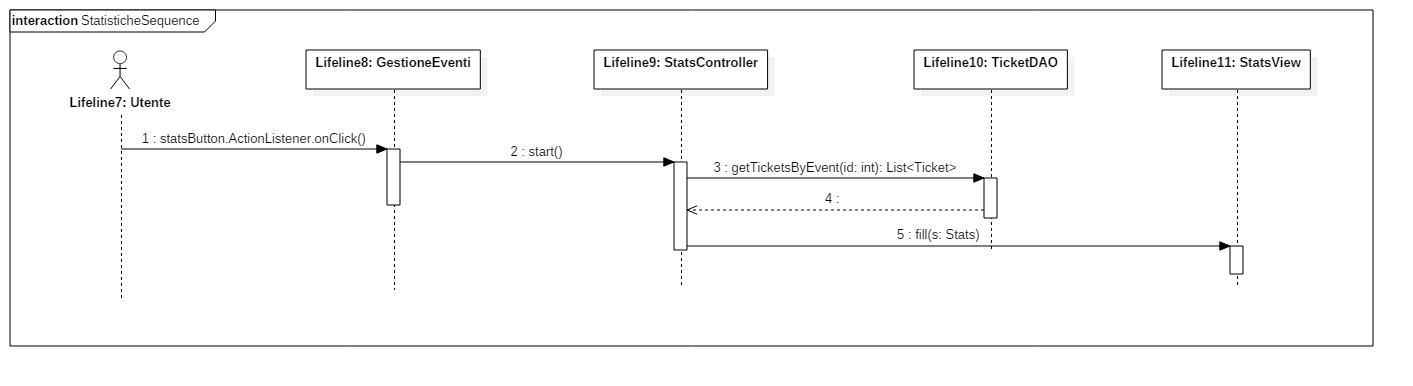 interaction StatisticheSequence
Lifeline7: Utente
Lifeline8: GestioneEventi
Lifeline9: StatsController
Lifeline10: TicketDAO
Lifeline11: StatsView
1 : statsButton.ActionListener.onClick()
2 : start()
3 : getTicketsByEvent(id: int): List<Ticket>
4 :
5 : fill(s: Stats)